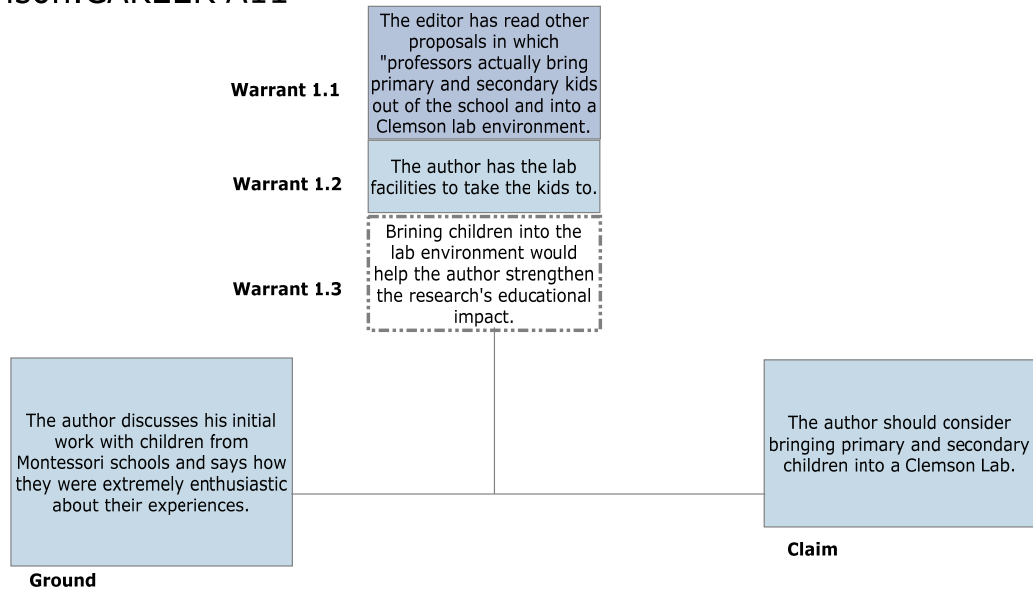 The editor has read other
proposals in which
"professors actually bring
primary and secondary kids
out of the school and into a
Clemson lab environment.
Warrant 1.1
The author has the lab
facilities to take the kids to.
Warrant 1.2
Brining children into the
lab environment would
help the author strengthen
the research's educational
impact.
Warrant 1.3
The author discusses his initial
work with children from
Montessori schools and says how
they were extremely enthusiastic
about their experiences.
Ground
The author should consider
bringing primary and secondary
children into a Clemson Lab.
Claim